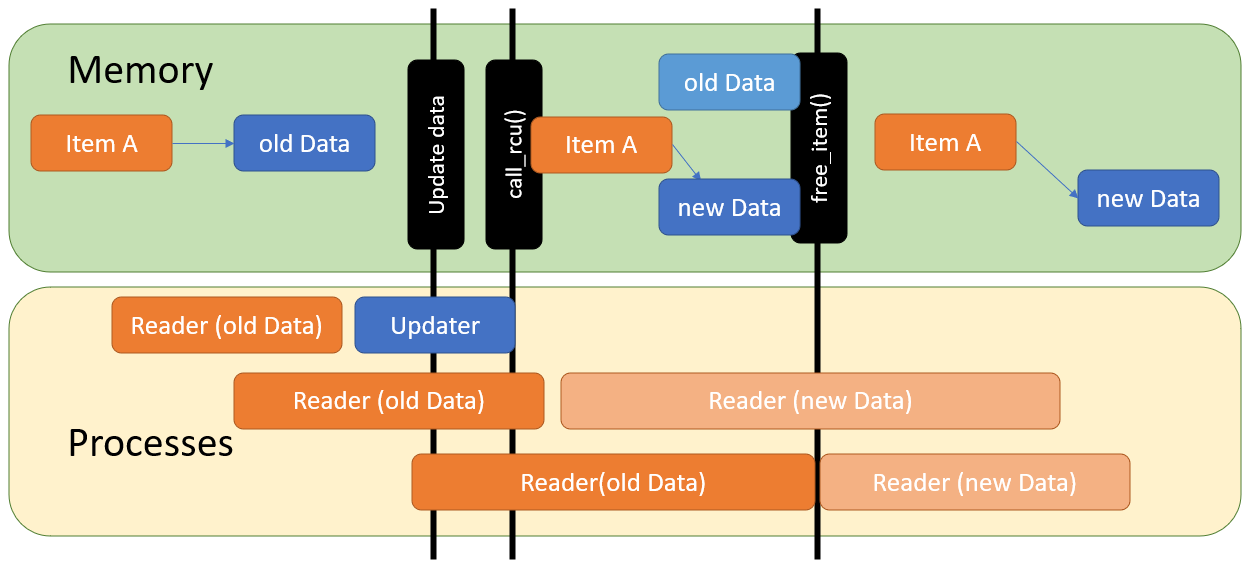 Memory
Item A
old Data
Update data
call_rcu()
Item A
old Data
new Data
free_item()
Item A
new Data
Reader (old Data)
Updater
Reader (old Data)
Reader (new Data)
Processes
Reader(old Data)
Reader (new Data)